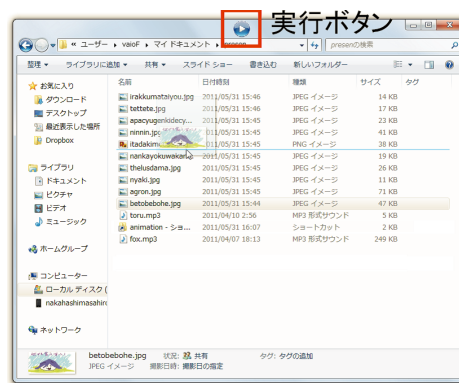 実行ボタン
« ユーザー ▸ vaioF ▸ マイ ドキュメント ▸ presen
presenの検索
整理 ▾ ライブラリに追加 ▾ 共有 ▾ スライド ショー 書き込む 新しいフォルダー
お気に入り
ダウンロード
デスクトップ
最近表示した場所
Dropbox
ライブラリ
ドキュメント
ピクチャ
ビデオ
ミュージック
ホームグループ
コンピューター
ローカル ディスク (
nakahashimasahiro
ネットワーク
名前 日付時刻 種類 サイズ タグ
irakkumataiyou.jpg 2011/05/31 15:46 JPEG イメージ 14 KB
tettete.jpg 2011/05/31 15:46 JPEG イメージ 17 KB
apacyugenkidecy... 2011/05/31 15:45 JPEG イメージ 23 KB
ninnin.jpg 2011/05/31 15:45 JPEG イメージ 41 KB
itadakim 2011/05/31 15:45 PNG イメージ 38 KB
nankayokuwakan 2011/05/31 15:45 JPEG イメージ 19 KB
thelusdama.jpg 2011/05/31 15:45 JPEG イメージ 26 KB
nyaki.jpg 2011/05/31 15:45 JPEG イメージ 11 KB
agron.jpg 2011/05/31 15:45 JPEG イメージ 71 KB
betobebohe.jpg 2011/05/31 15:44 JPEG イメージ 47 KB
toru.mp3 2011/04/10 2:56 MP3 形式サウンド 5 KB
animation - ショ... 2011/05/31 16:07 ショートカット 2 KB
fox.mp3 2011/04/07 18:13 MP3 形式サウンド 249 KB
betobebohe.jpg 状況: 共有 タグ: タグの追加
JPEG イメージ 撮影日時: 撮影日の指定